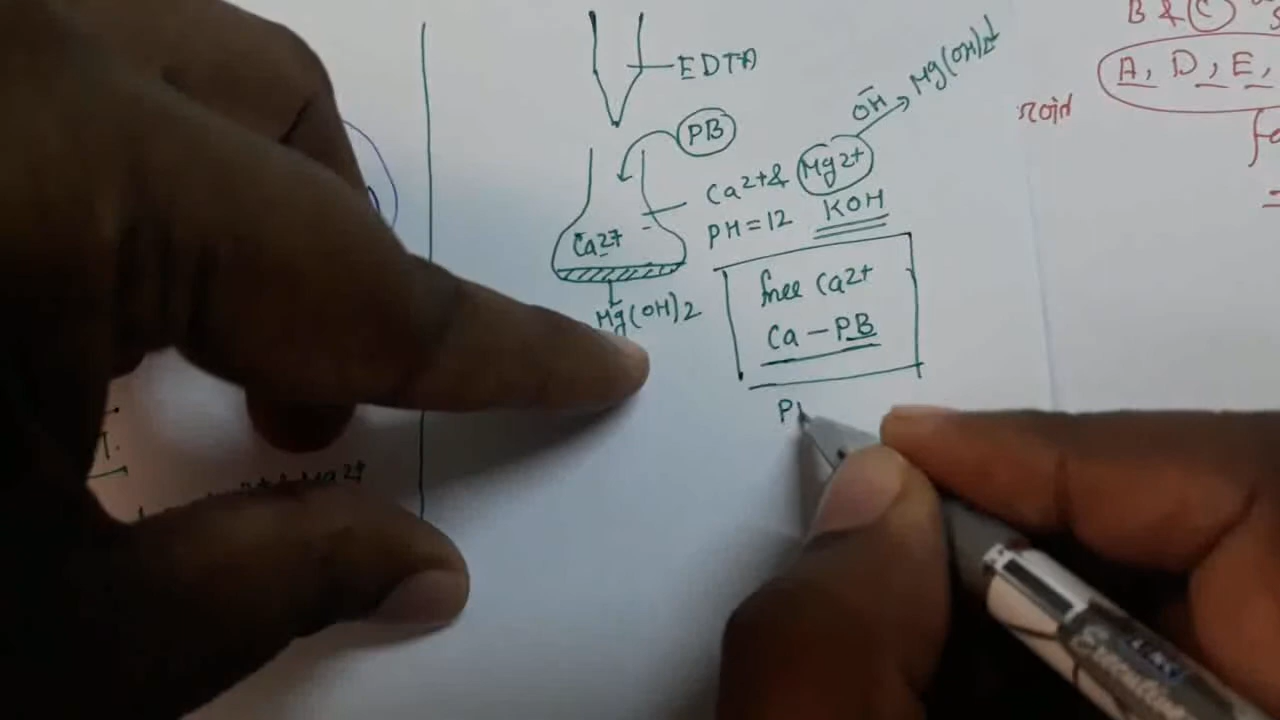 EDTA
PB
OH
Mg(OH)2↓
Ca2+& Mg2+
PH=12 KOH
Ca2+
Mg(OH)2
free Ca2+
Ca-PB
P
B & C
A, D, E,
Executive